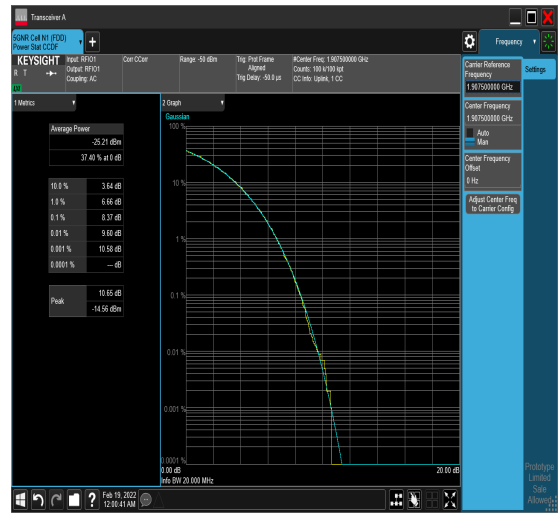 Transceiver A
5GNR Cell N1 (FDD)
Power Stat CCDF
Frequency
KEYSIGHT
R T
LXI
Input: RFIO1
Output: RFIO1
Coupling: AC
Corr CCorr
Range: -50 dBm
Trig: Prot Frame
Aligned
Trig Delay: -50.0 µs
#Center Freq: 1.907500000 GHz
Counts: 100 k/100 kpt
CC Info: Uplink, 1 CC
Carrier Reference
Frequency
1.907500000 GHz
Settings
Center Frequency
1.907500000 GHz
Auto
Man
Center Frequency
Offset
0 Hz
Adjust Center Freq
to Carrier Config
1 Metrics
Average Power
-25.21 dBm
37.40 % at 0 dB
10.0 % 3.64 dB
1.0 % 6.66 dB
0.1 % 8.37 dB
0.01 % 9.60 dB
0.001 % 10.58 dB
0.0001 % --- dB
Peak
10.65 dB
-14.56 dBm
2 Graph
Gaussian
100 %
10 %
1 %
0.1 %
0.01 %
0.001 %
0.0001 %
0.00 dB
20.00 dB
Info BW 20.000 MHz
Prototype
Limited
Sale
Allowed
?
Feb 19, 2022
12:00:41 AM